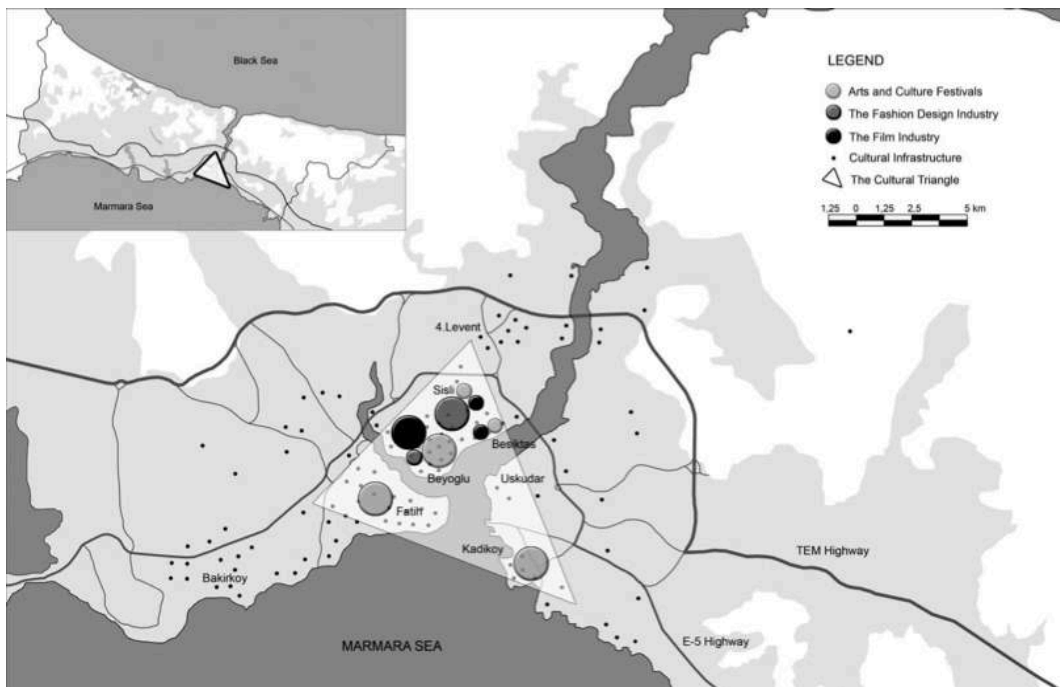 Black Sea
Marmara Sea
LEGEND
Arts and Culture Festivals
The Fashion Design Industry
The Film Industry
Cultural Infrastructure
The Cultural Triangle
1,25 0 1,25 2,5 5 km
4.Levent
Sisli
Besiktas
Beyoglu
Uskudar
Fatih
Kadikoy
TEM Highway
Bakirkoy
E-5 Highway
MARMARA SEA